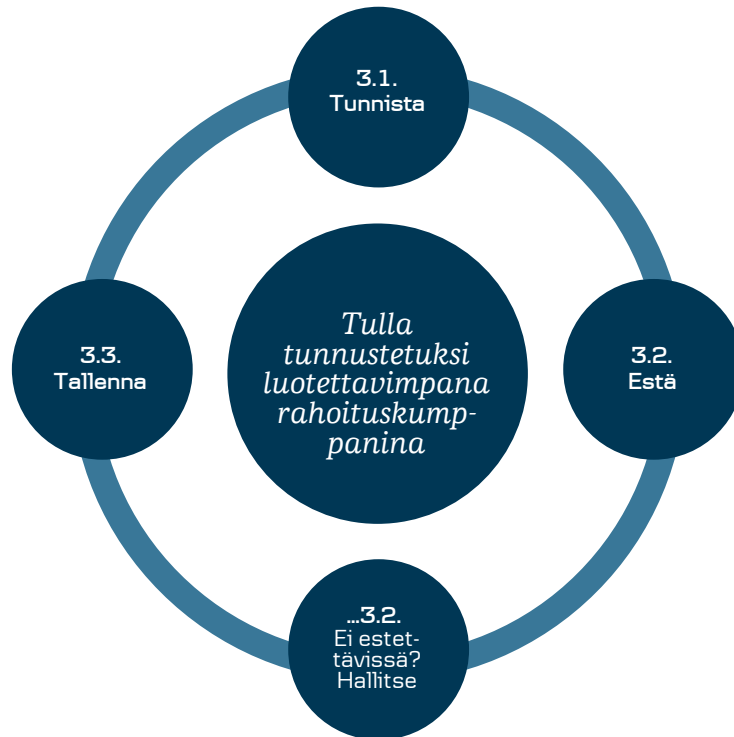 3.1.
Tunnista
3.3.
Tallenna
Tulla
tunnustetuksi
luotettavimpana
rahoituskump-
panina
3.2.
Estä
...3.2.
Ei estet-
tävissä?
Hallitse